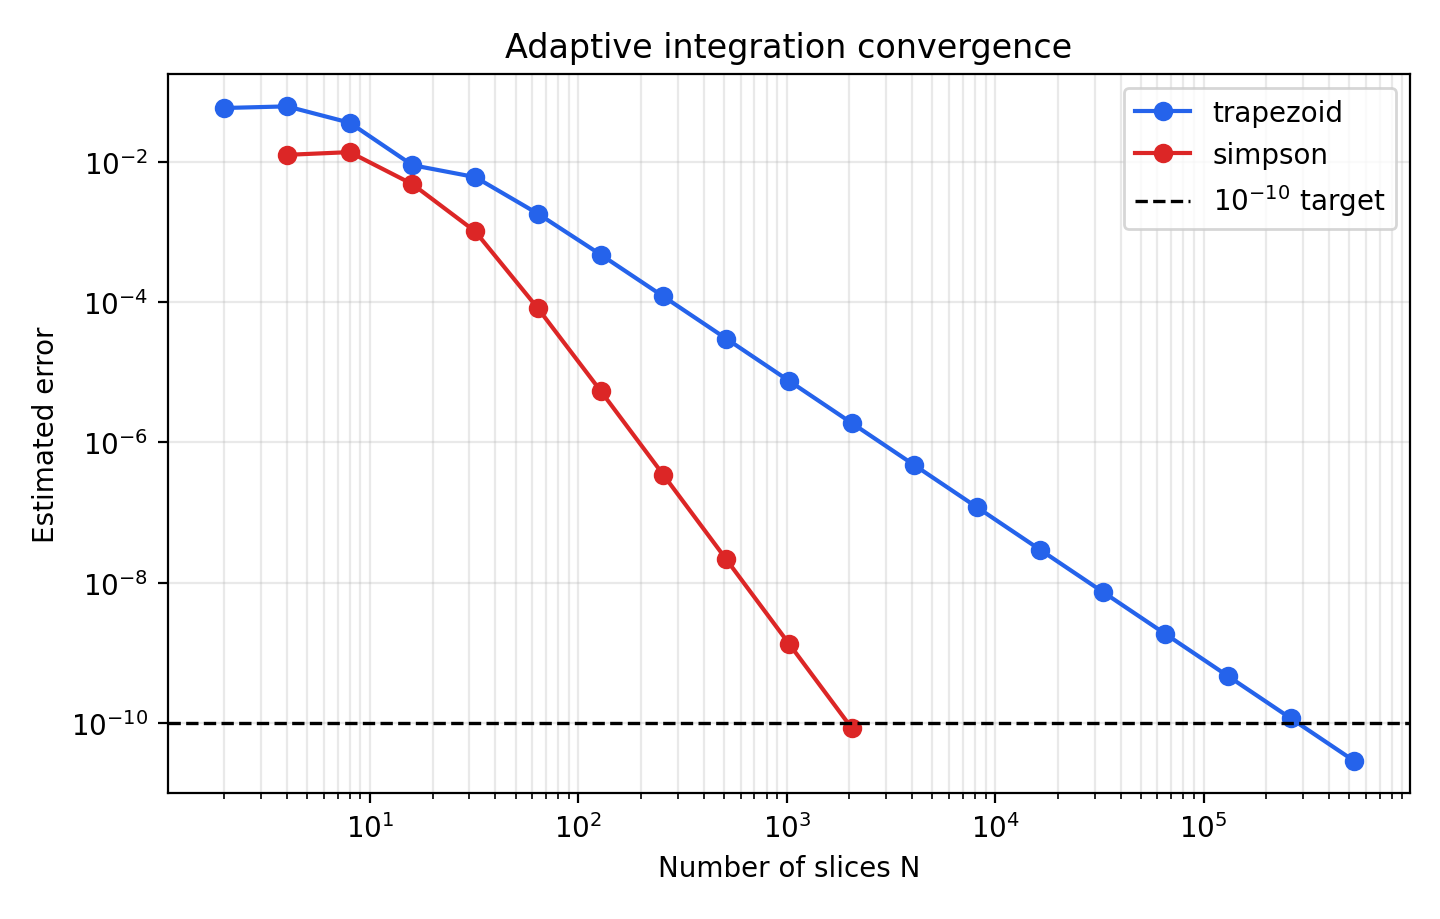 Adaptive integration convergence
trapezoid
simpson
10⁻¹⁰ target
Estimated error
10⁻²
10⁻⁴
10⁻⁶
10⁻⁸
10⁻¹⁰
10¹ 10² 10³ 10⁴ 10⁵
Number of slices N